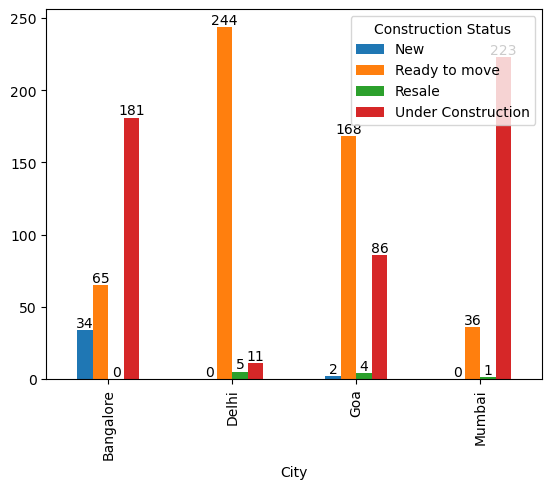 250
200
150
100
50
0
Construction Status
New
Ready to move
Resale
Under Construction
34
65
0
181
0
244
5
11
2
168
4
86
0
36
1
223
Bangalore
Delhi
Goa
Mumbai
City